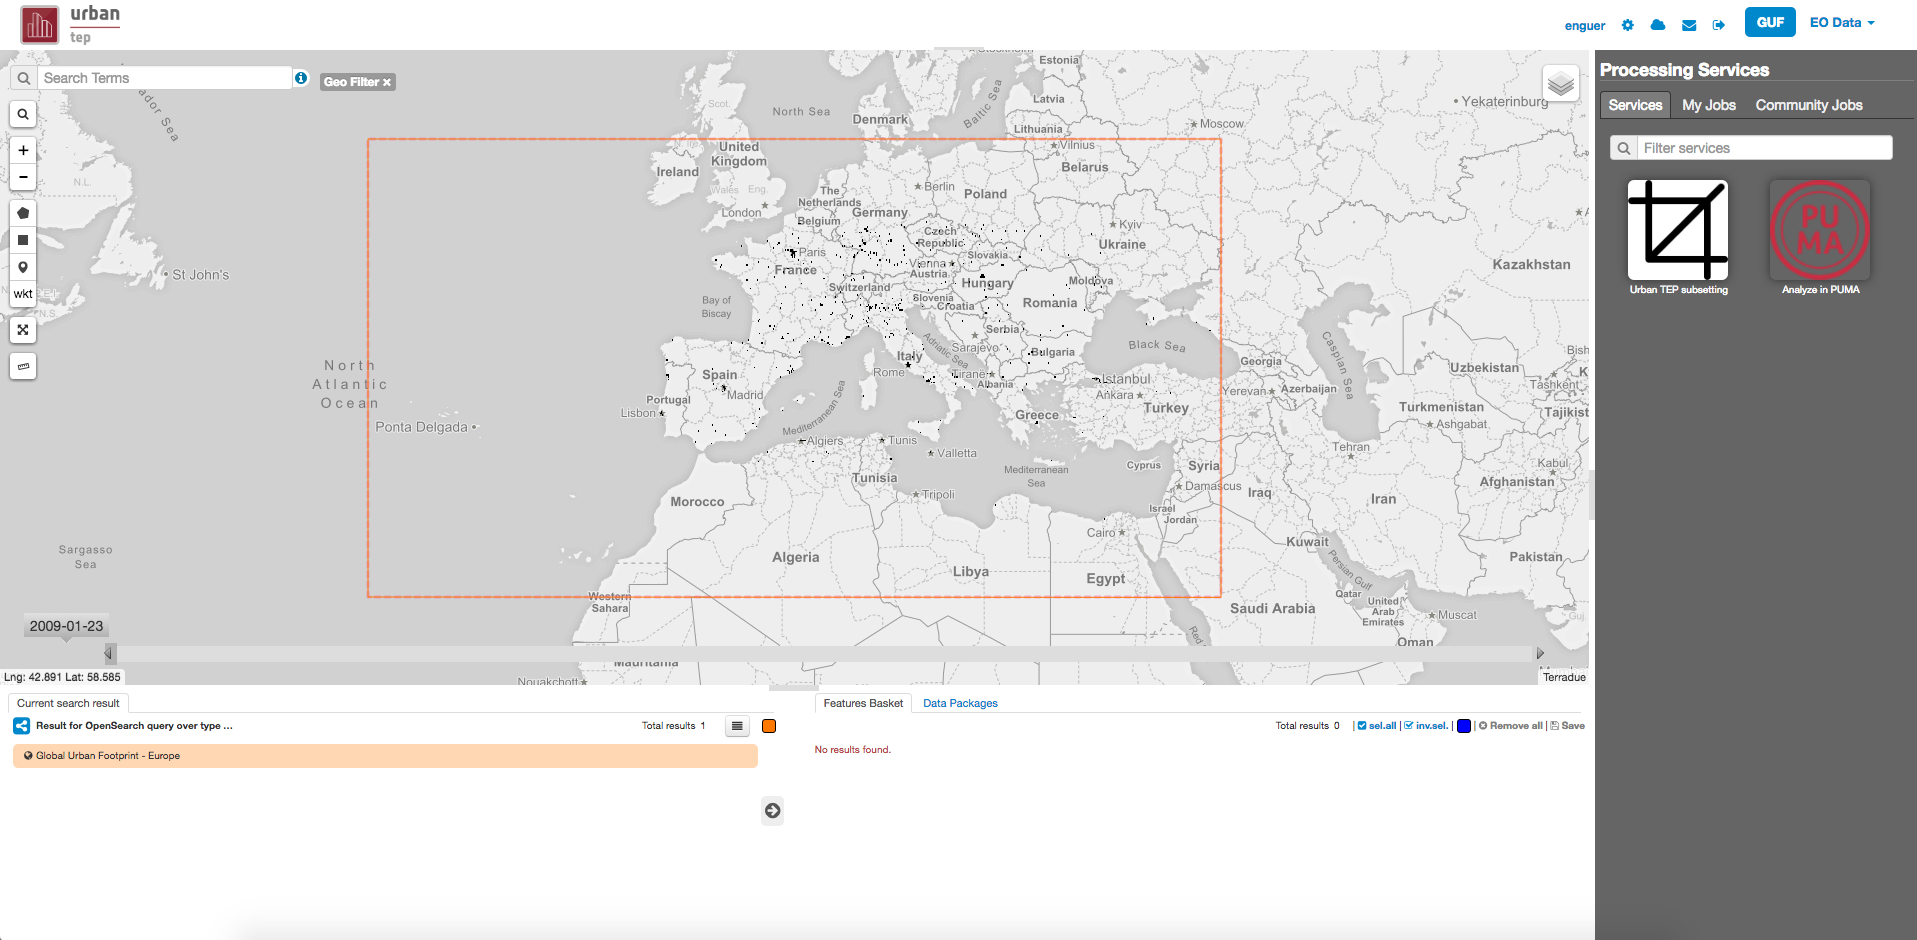 urban
tep
enguer
GUF
EO Data
Search Terms
Geo Filter
wkt
Estonia
Latvia
Lithuania
Vilnius
Moscow
Yekaterinburg
North Sea
Baltic Sea
Denmark
Scot.
United
Kingdom
Ireland
Wales Eng.
London
The
Netherlands
Belgium
Berlin
Poland
Belarus
Germany
Kyiv
Ukraine
Czech
Republic
Slovakia
Vienna
Austria
Paris
France
Switzerland
Hungary
Moldova
Slovenia
Croatia
Romania
Bay of
Biscay
Serbia
Sarajevo
Adriatic Sea
Bulgaria
Black Sea
Italy
Rome
Tirane
Albania
Istanbul
Ankara
Turkey
Georgia
Yerevan
Azerbaijan
Caspian Sea
Kazakhstan
Uzbekistan
Tashkent
Turkmenistan
Ashgabat
Tajikist
Bish
N.L.
St John's
P.E.I.
N.S.
North
Atlantic
Ocean
Ponta Delgada
Spain
Madrid
Portugal
Lisbon
Mediterranean Sea
Greece
Algiers
Tunis
Valletta
Tunisia
Mediterranean
Sea
Cyprus
Syria
Damascus
Iraq
Tehran
Iran
Kabul
Afghanistan
Morocco
Tripoli
Israel
Jordan
Cairo
Kuwait
Persian Gulf
Pakistan
Sargasso
Sea
Algeria
Libya
Egypt
Western
Sahara
Saudi Arabia
Qatar
United
Arab
Emirates
Muscat
Oman
Guj.
Red
Mauritania
Nouakchott
2009-01-23
Lng: 42.891 Lat: 58.585
Terradue
Processing Services
Services
My Jobs
Community Jobs
Filter services
PU
MA
Urban TEP subsetting
Analyze in PUMA
Current search result
Result for OpenSearch query over type ...
Total results 1
Global Urban Footprint - Europe
Features Basket
Data Packages
Total results 0 | sel.all | inv.sel. | | Remove all | Save
No results found.